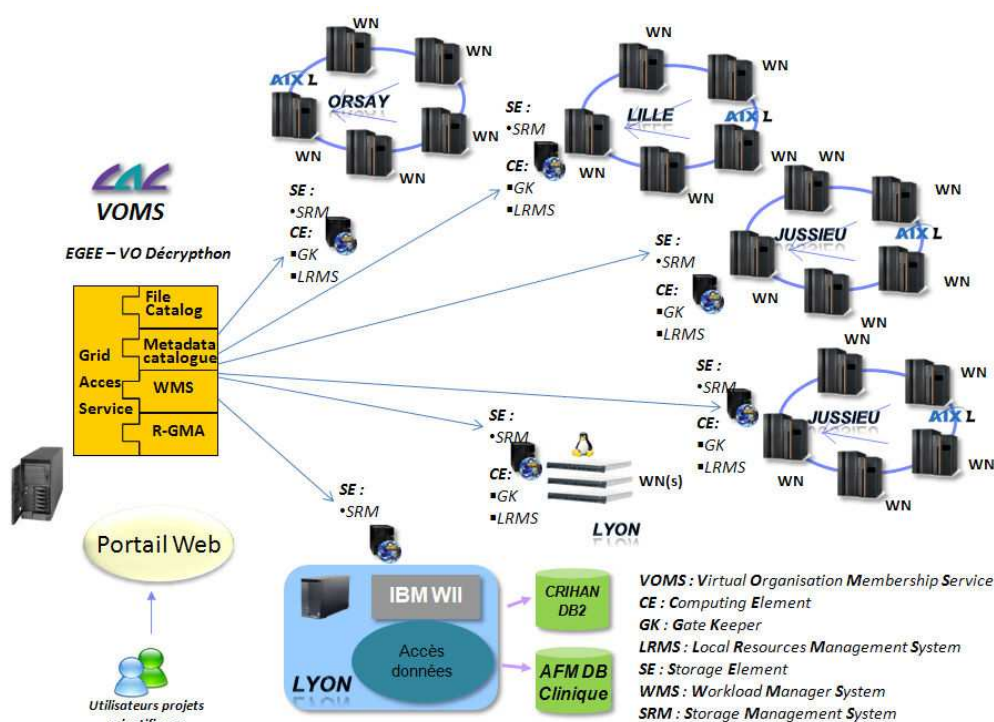 WN
WN
WN
WN
WN
AIX L
ORSAY
WN
WN
WN
WN
WN
WN
AIX L
LILLE
SE :
•SRM
CE:
▪GK
▪LRMS
CAC
VOMS
EGEE – VO Décrypthon
SE :
•SRM
CE:
▪GK
▪LRMS
WN
WN
WN
WN
WN
WN
AIX L
JUSSIEU
SE :
•SRM
CE:
▪GK
▪LRMS
Grid
Acces
Service
File
Catalog
Metadata
catalogue
WMS
R-GMA
WN
WN
WN
WN
WN
AIX L
JUSSIEU
SE :
•SRM
CE:
▪GK
▪LRMS
SE :
•SRM
CE:
▪GK
▪LRMS
WN(s)
LYON
SE :
•SRM
Portail Web
Utilisateurs projets
IBM WII
Accès
données
LYON
CRIHAN
DB2
AFM DB
Clinique
VOMS : Virtual Organisation Membership Service
CE : Computing Element
GK : Gate Keeper
LRMS : Local Resources Management System
SE : Storage Element
WMS : Workload Manager System
SRM : Storage Management System